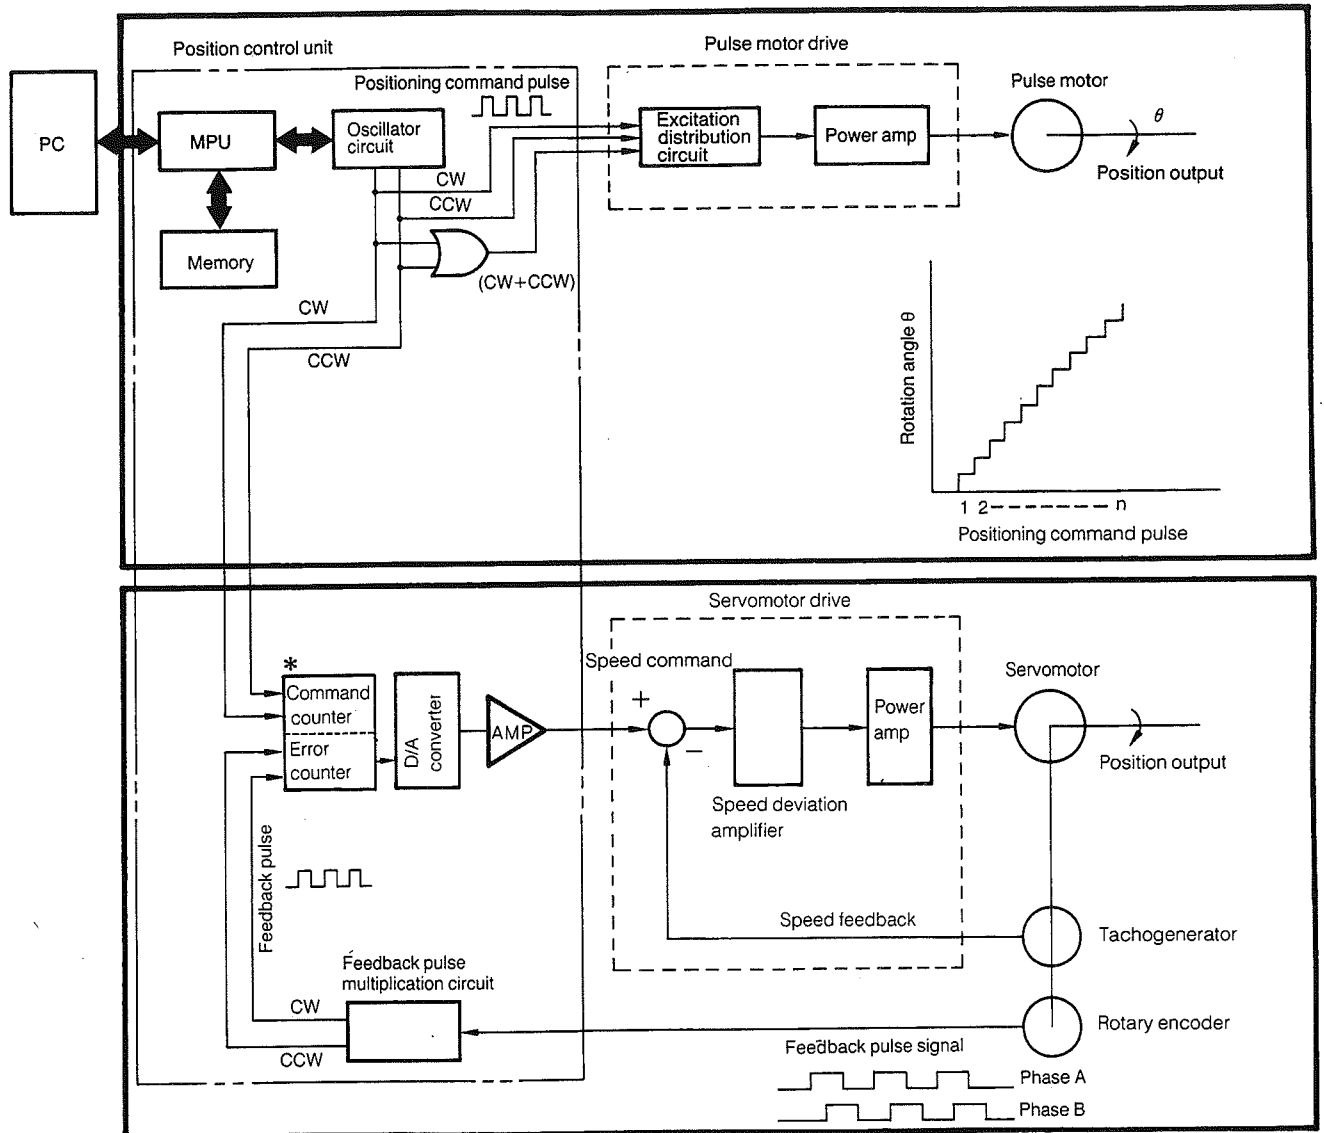 Position control unit
Pulse motor drive
Positioning command pulse
Pulse motor
PC
MPU
Oscillator
circuit
Excitation
distribution
circuit
Power amp
θ
Position output
CW
CCW
Memory
(CW+CCW)
CW
CCW
Rotation angle θ
1 2 n
Positioning command pulse
Servomotor drive
*
Speed command
Servomotor
Command
counter
Error
counter
D/A
converter
AMP
+
−
Power
amp
Position output
Speed deviation
amplifier
Feedback pulse
Speed feedback
Tachogenerator
Feedback pulse
multiplication circuit
CW
CCW
Rotary encoder
Feedback pulse signal
Phase A
Phase B